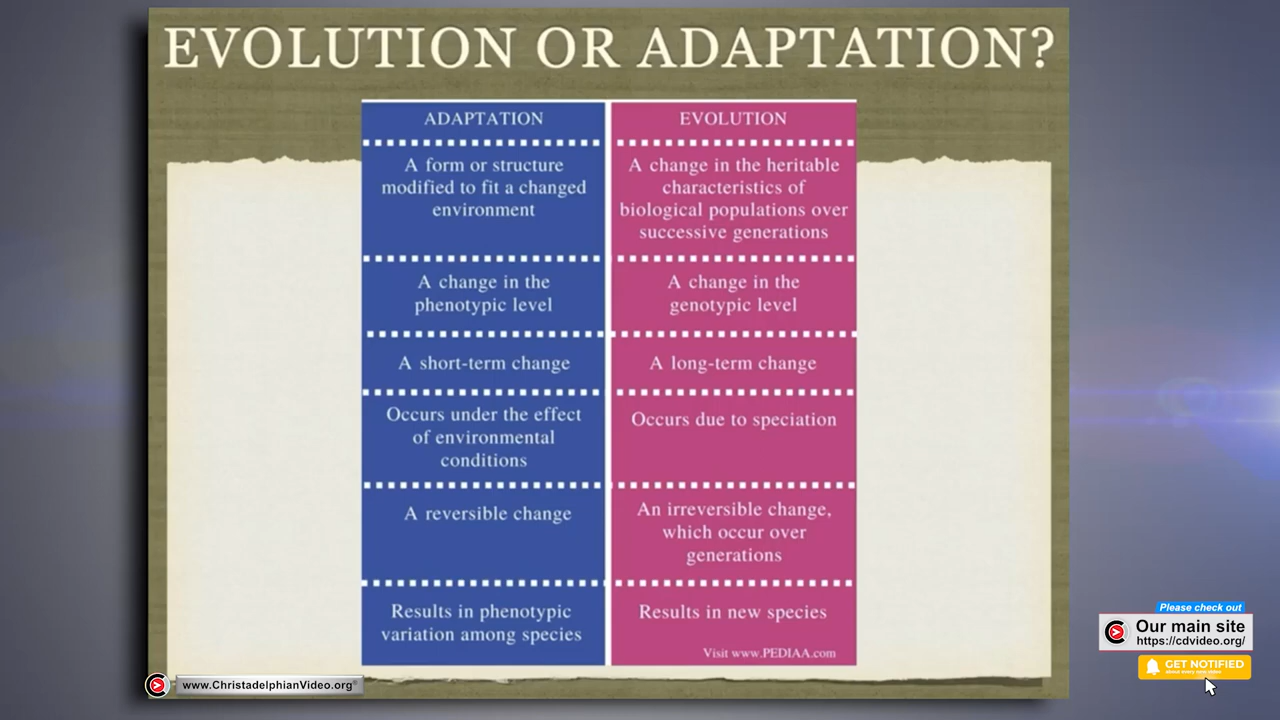 EVOLUTION OR ADAPTATION?
ADAPTATION
A form or structure
modified to fit a changed
environment
A change in the
phenotypic level
A short-term change
Occurs under the effect
of environmental
conditions
A reversible change
Results in phenotypic
variation among species
EVOLUTION
A change in the heritable
characteristics of
biological populations over
successive generations
A change in the
genotypic level
A long-term change
Occurs due to speciation
An irreversible change,
which occur over
generations
Results in new species
Visit www.PEDIAA.com
www.ChristadelphianVideo.org®
Please check out
Our main site
https://cdvideo.org/
GET NOTIFIED
about every new video